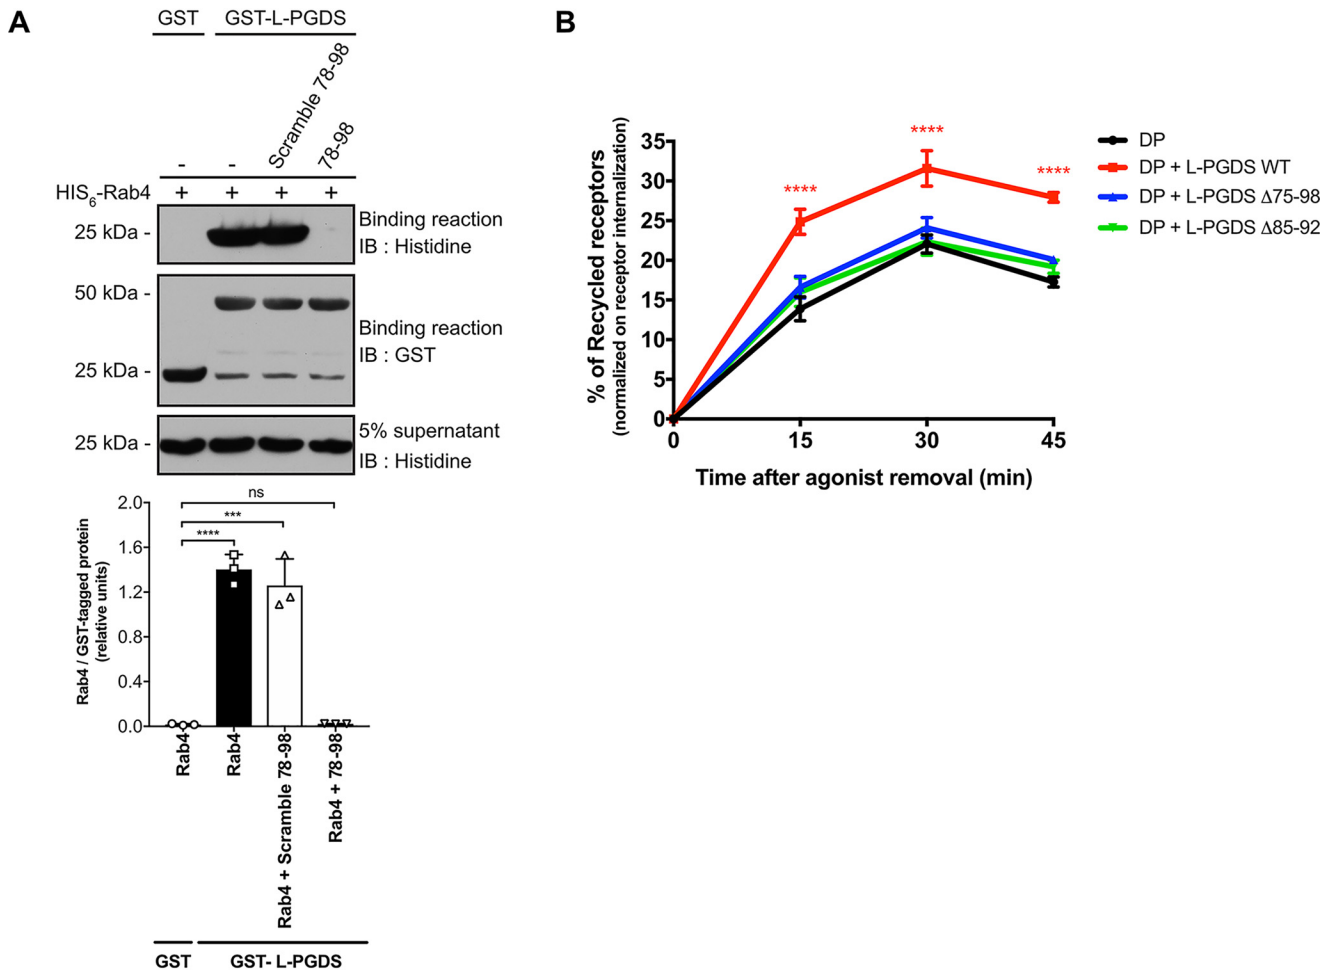 A
GST
GST-L-PGDS
-
-
Scramble 78-98
78-98
HIS6-Rab4
+
+
+
+
25 kDa -
Binding reaction
IB : Histidine
50 kDa -
25 kDa -
Binding reaction
IB : GST
25 kDa -
5% supernatant
IB : Histidine
Rab4 / GST-tagged protein
(relative units)
2.0
1.6
1.2
0.8
0.4
0.0
ns
***
****
Rab4
Rab4
Rab4 + Scramble 78-98
Rab4 + 78-98
GST
GST- L-PGDS
B
% of Recycled receptors
(normalized on receptor internalization)
35
30
25
20
15
10
5
0
****
****
****
0
15
30
45
Time after agonist removal (min)
DP
DP + L-PGDS WT
DP + L-PGDS Δ75-98
DP + L-PGDS Δ85-92